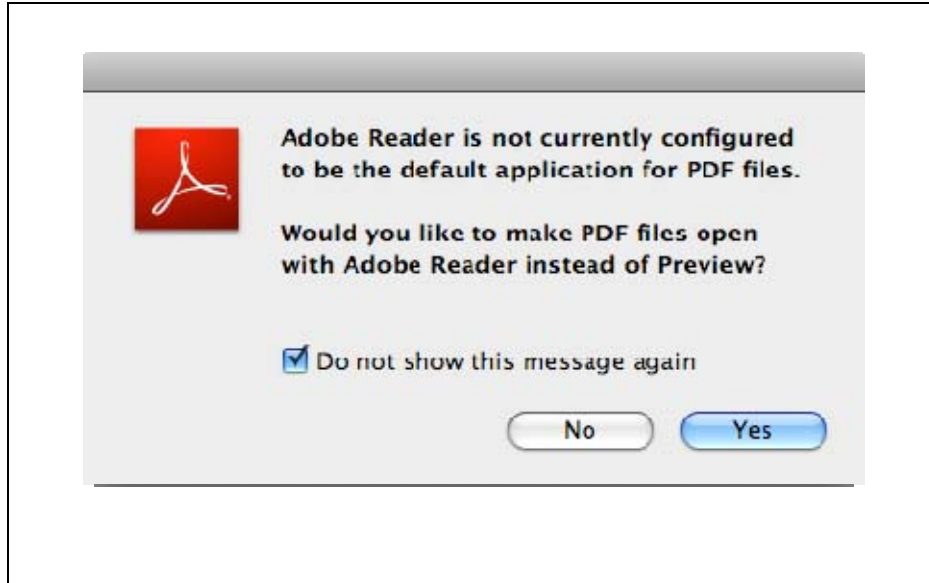 Adobe Reader is not currently configured
to be the default application for PDF files.
Would you like to make PDF files open
with Adobe Reader instead of Preview?
Do not show this message again
No
Yes